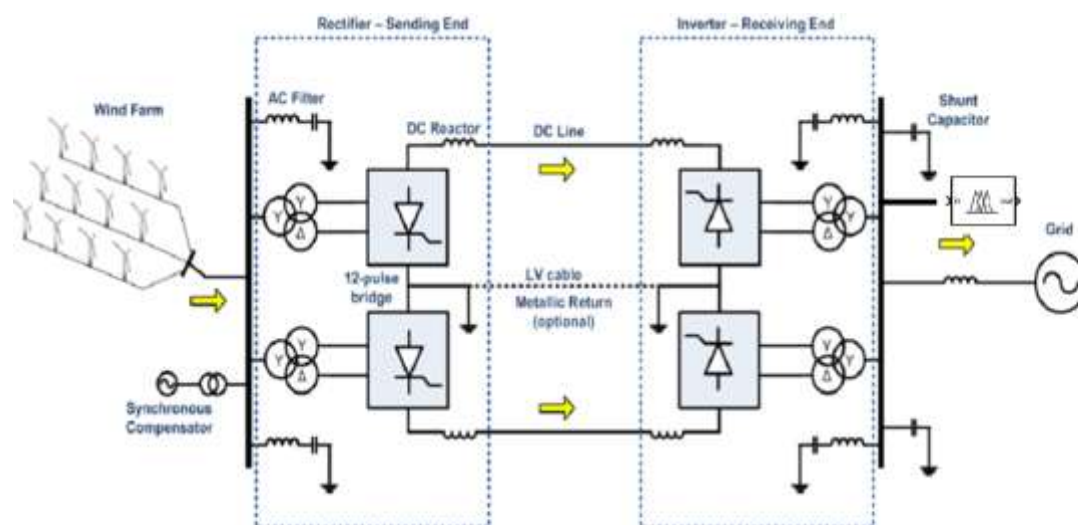 Rectifier – Sending End
Inverter – Receiving End
Wind Farm
AC Filter
DC Reactor
DC Line
Shunt
Capacitor
Grid
12-pulse
bridge
LV cable
Metallic Return
(optional)
Synchronous
Compensator
Y
Y
Δ
Y
Y
Δ
Y
Δ
Y
Y
Δ
Y